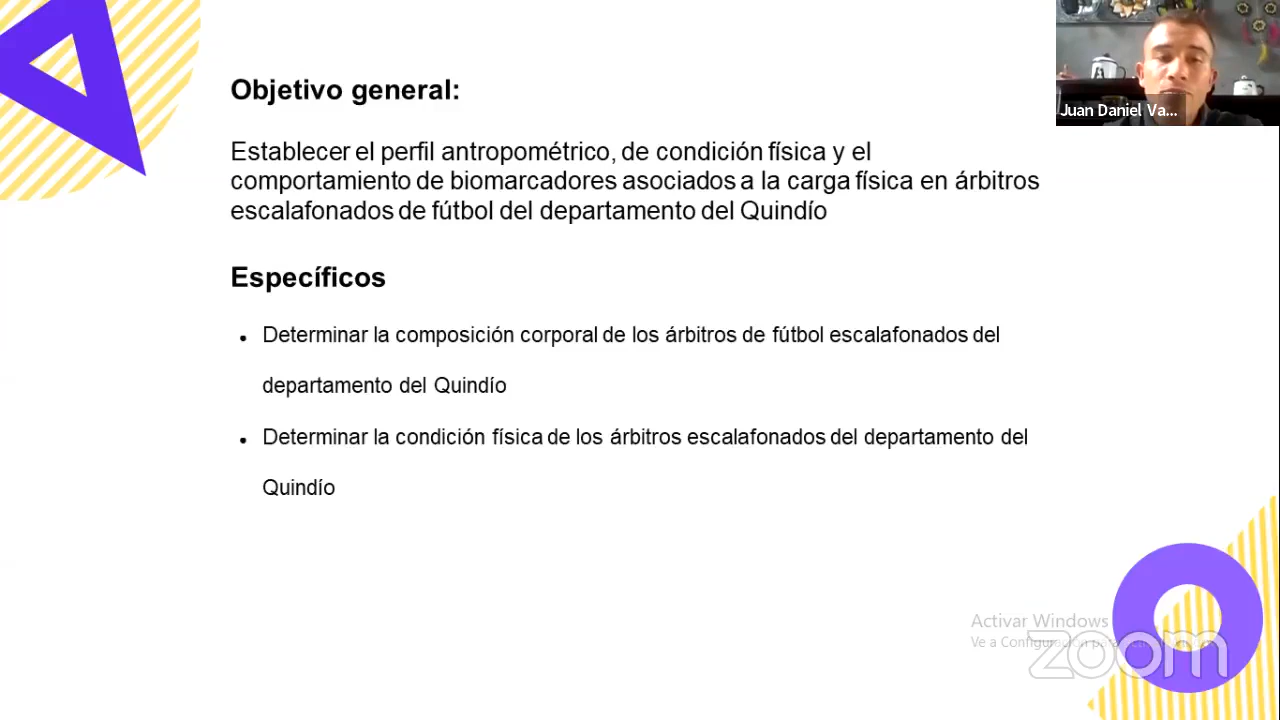 Objetivo general:
Establecer el perfil antropométrico, de condición física y el
comportamiento de biomarcadores asociados a la carga física en árbitros
escalafonados de fútbol del departamento del Quindío
Específicos
• Determinar la composición corporal de los árbitros de fútbol escalafonados del
departamento del Quindío
• Determinar la condición física de los árbitros escalafonados del departamento del
Quindío
Juan Daniel Va...
Activar Windows
Ve a Configuración para
zoom